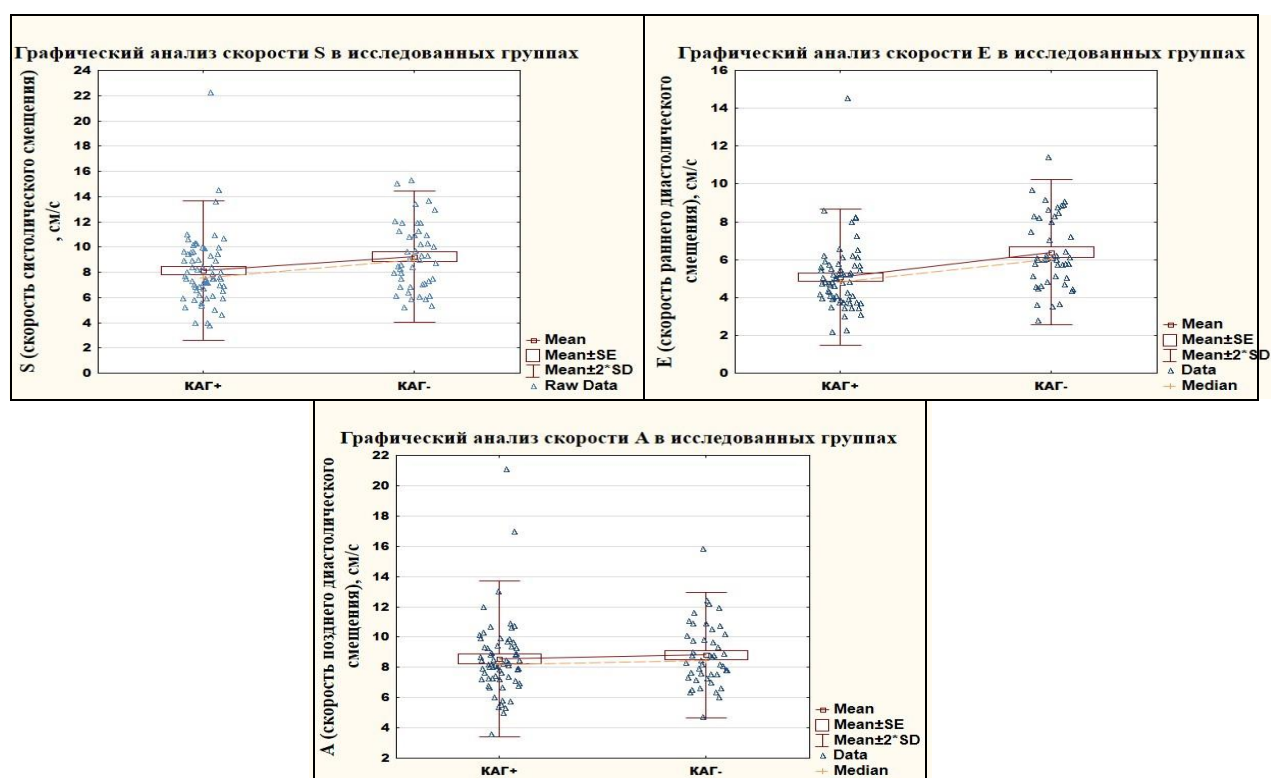 Графический анализ скорости S в исследованных группах
S (скорость систолического смещения)
, см/с
24
22
20
18
16
14
12
10
8
6
4
2
0
КАГ+
КАГ-
Mean
Mean±SE
Mean±2*SD
Raw Data
Графический анализ скорости E в исследованных группах
E (скорость раннего диастолического
смещения), см/с
16
14
12
10
8
6
4
2
0
КАГ+
КАГ-
Mean
Mean±SE
Mean±2*SD
Data
Median
Графический анализ скорости A в исследованных группах
A (скорость позднего диастолического
смещения), см/с
22
20
18
16
14
12
10
8
6
4
2
КАГ+
КАГ-
Mean
Mean±SE
Mean±2*SD
Data
Median